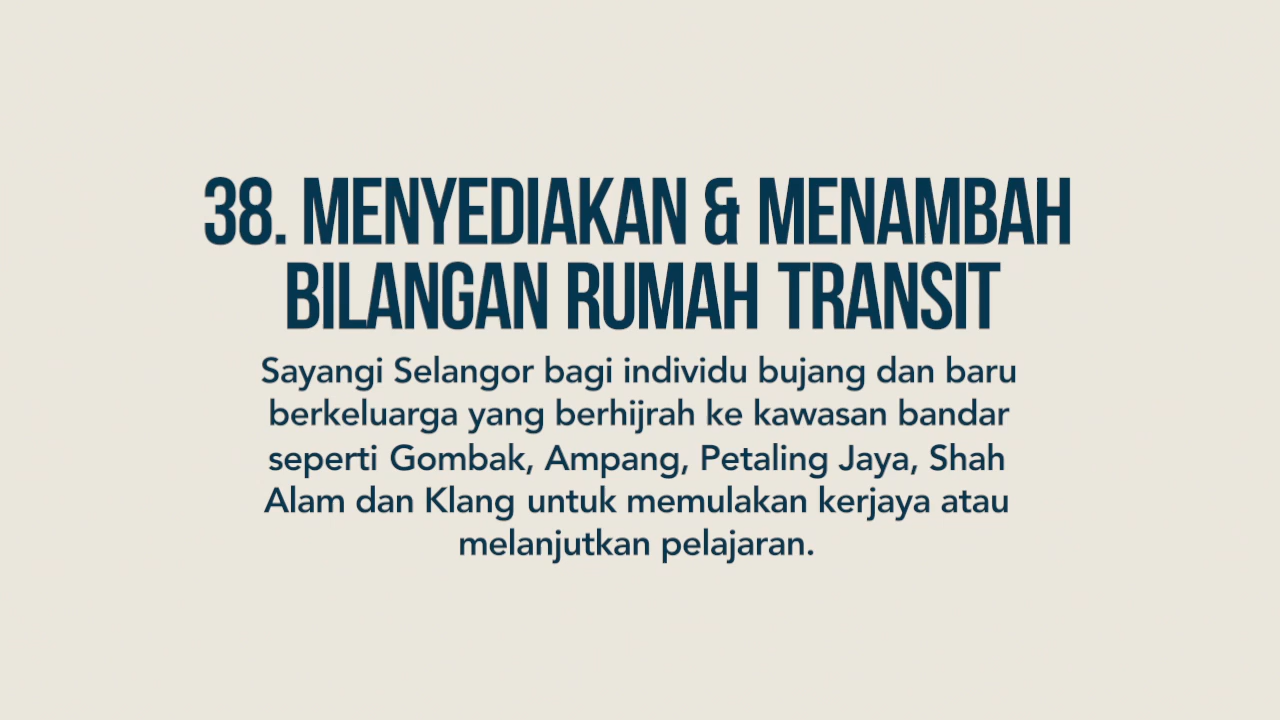 38. MENYEDIAKAN & MENAMBAH
BILANGAN RUMAH TRANSIT
Sayangi Selangor bagi individu bujang dan baru
berkeluarga yang berhijrah ke kawasan bandar
seperti Gombak, Ampang, Petaling Jaya, Shah
Alam dan Klang untuk memulakan kerjaya atau
melanjutkan pelajaran.